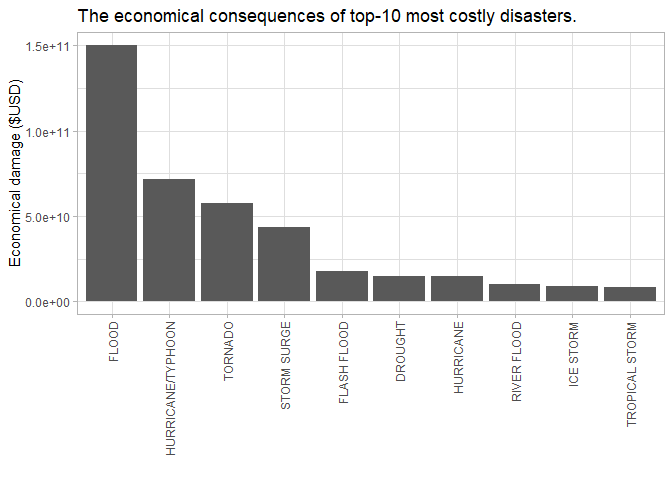 The economical consequences of top-10 most costly disasters.
Economical damage ($USD)
1.5e+11
1.0e+11
5.0e+10
0.0e+00
FLOOD
HURRICANE/TYPHOON
TORNADO
STORM SURGE
FLASH FLOOD
DROUGHT
HURRICANE
RIVER FLOOD
ICE STORM
TROPICAL STORM